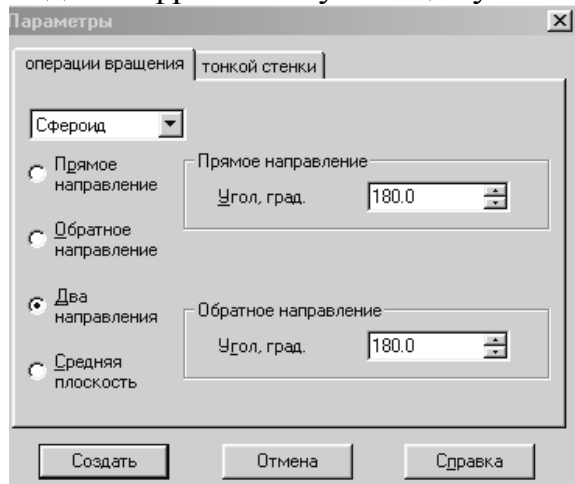 Параметры
операции вращения
тонкой стенки
Сфероид
Прямое
направление
Прямое направление
Угол, град.
180.0
Обратное
направление
Два
направления
Обратное направление
Угол, град.
180.0
Средняя
плоскость
Создать
Отмена
Справка